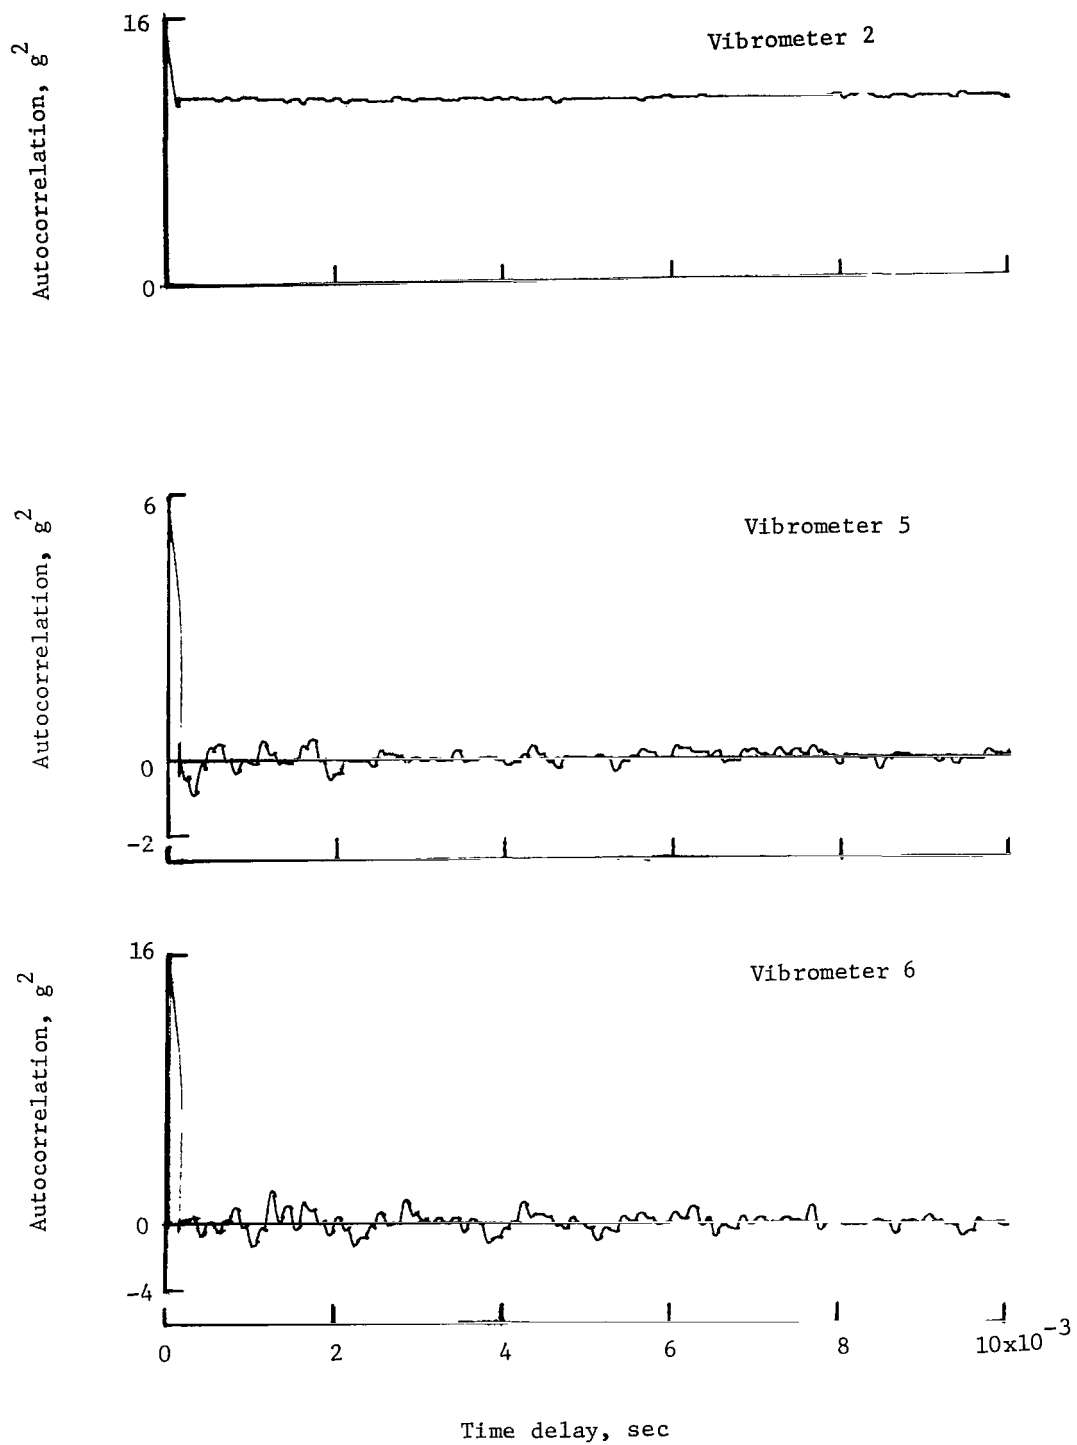 16
Vibrometer 2
Autocorrelation, g²
0
6
Vibrometer 5
Autocorrelation, g²
0
-2
16
Vibrometer 6
Autocorrelation, g²
0
-4
0 2 4 6 8 10x10⁻³
Time delay, sec